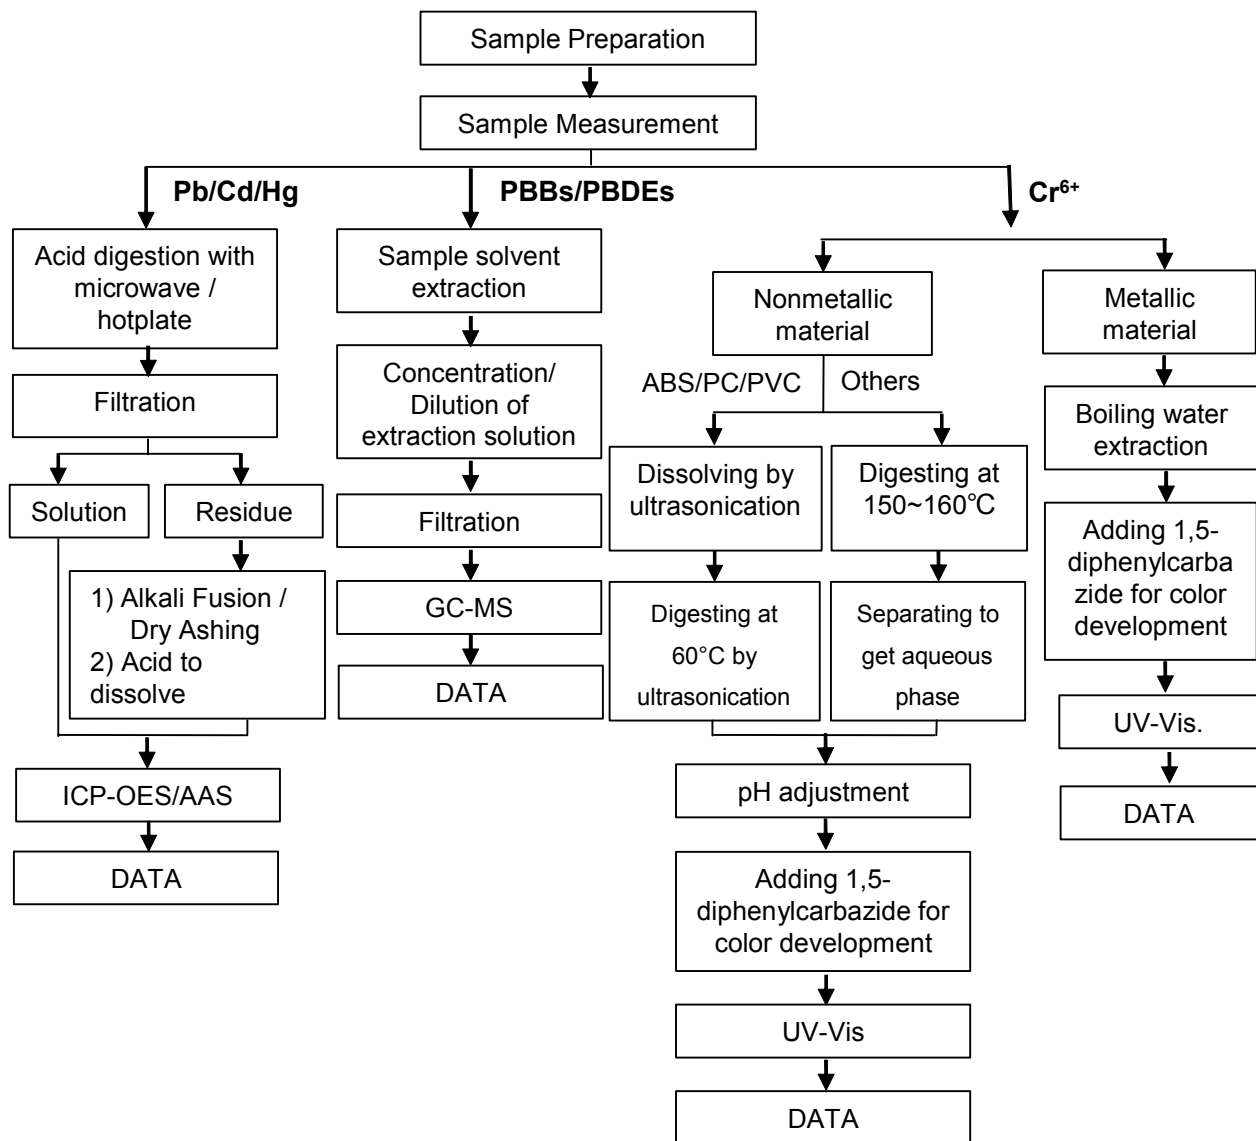 Sample Preparation
Sample Measurement
Pb/Cd/Hg
PBBs/PBDEs
Cr⁶⁺
Acid digestion with
microwave /
hotplate
Filtration
Solution
Residue
1) Alkali Fusion /
Dry Ashing
2) Acid to
dissolve
ICP-OES/AAS
DATA
Sample solvent
extraction
Concentration/
Dilution of
extraction solution
Filtration
GC-MS
DATA
Nonmetallic
material
ABS/PC/PVC
Others
Dissolving by
ultrasonication
Digesting at
60°C by
ultrasonication
Digesting at
150~160℃
Separating to
get aqueous
phase
pH adjustment
Adding 1,5-
diphenylcarbazide for
color development
UV-Vis
DATA
Metallic
material
Boiling water
extraction
Adding 1,5-
diphenylcarba
zide for color
development
UV-Vis.
DATA